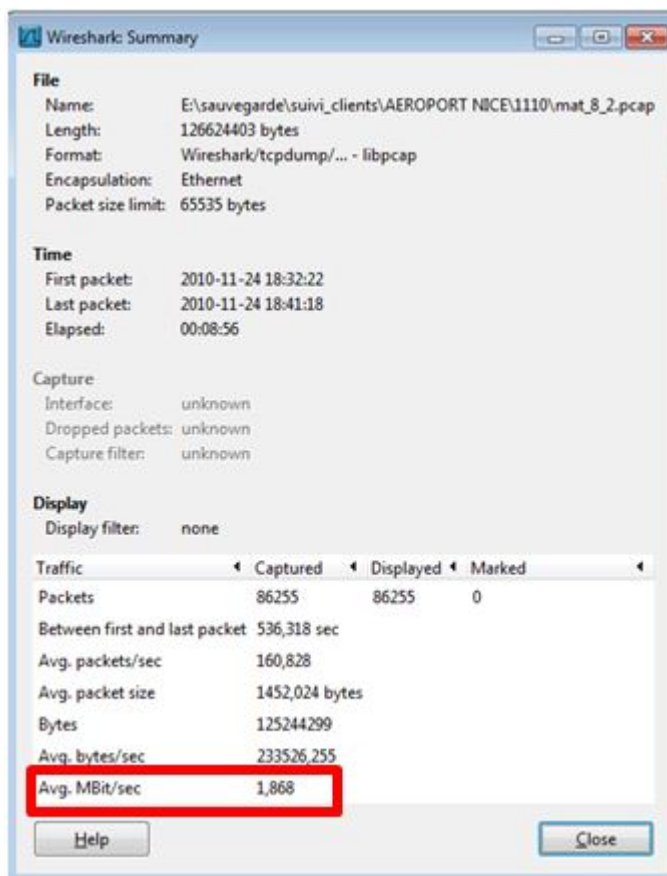 Wireshark: Summary
File
Name: E:\sauvegarde\suivi_clients\AEROPORT NICE\1110\mat_8_2.pcap
Length: 126624403 bytes
Format: Wireshark/tcpdump/... - libpcap
Encapsulation: Ethernet
Packet size limit: 65535 bytes
Time
First packet: 2010-11-24 18:32:22
Last packet: 2010-11-24 18:41:18
Elapsed: 00:08:56
Capture
Interface: unknown
Dropped packets: unknown
Capture filter: unknown
Display
Display filter: none
Traffic Captured Displayed Marked
Packets 86255 86255 0
Between first and last packet 536,318 sec
Avg. packets/sec 160,828
Avg. packet size 1452,024 bytes
Bytes 125244299
Avg. bytes/sec 233526,255
Avg. MBit/sec 1,868
Help Close